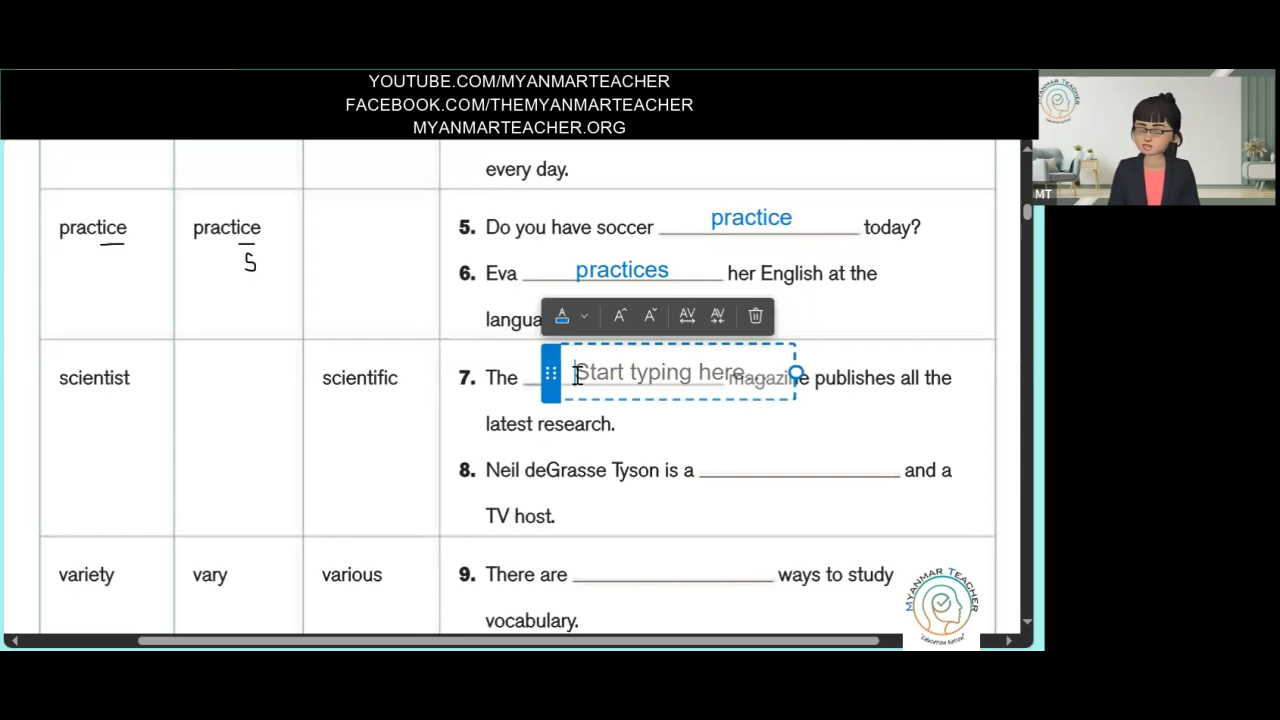 YOUTUBE.COM/MYANMARTEACHER
FACEBOOK.COM/THEMYANMARTEACHER
MYANMARTEACHER.ORG
MYANMAR TEACHER
MT
every day.
practice practice 5. Do you have soccer practice today?
s
6. Eva practices her English at the
langua
scientist scientific 7. The Start typing here magazine publishes all the
latest research.
8. Neil deGrasse Tyson is a and a
TV host.
variety vary various 9. There are ways to study
vocabulary.
MYANMAR TEACHER